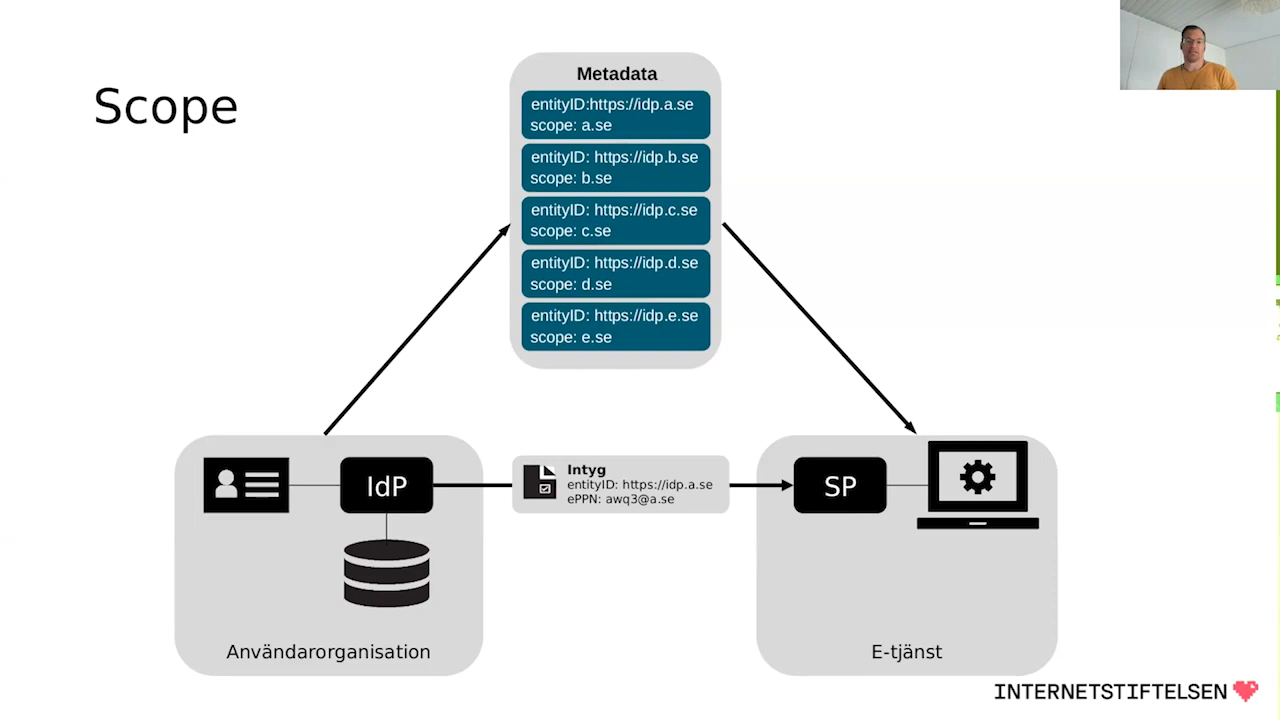 Scope
Metadata
entityID:https://idp.a.se
scope: a.se
entityID: https://idp.b.se
scope: b.se
entityID: https://idp.c.se
scope: c.se
entityID: https://idp.d.se
scope: d.se
entityID: https://idp.e.se
scope: e.se
IdP
Intyg
entityID: https://idp.a.se
ePPN: awq3@a.se
SP
Användarorganisation
E-tjänst
INTERNETSTIFTELSEN